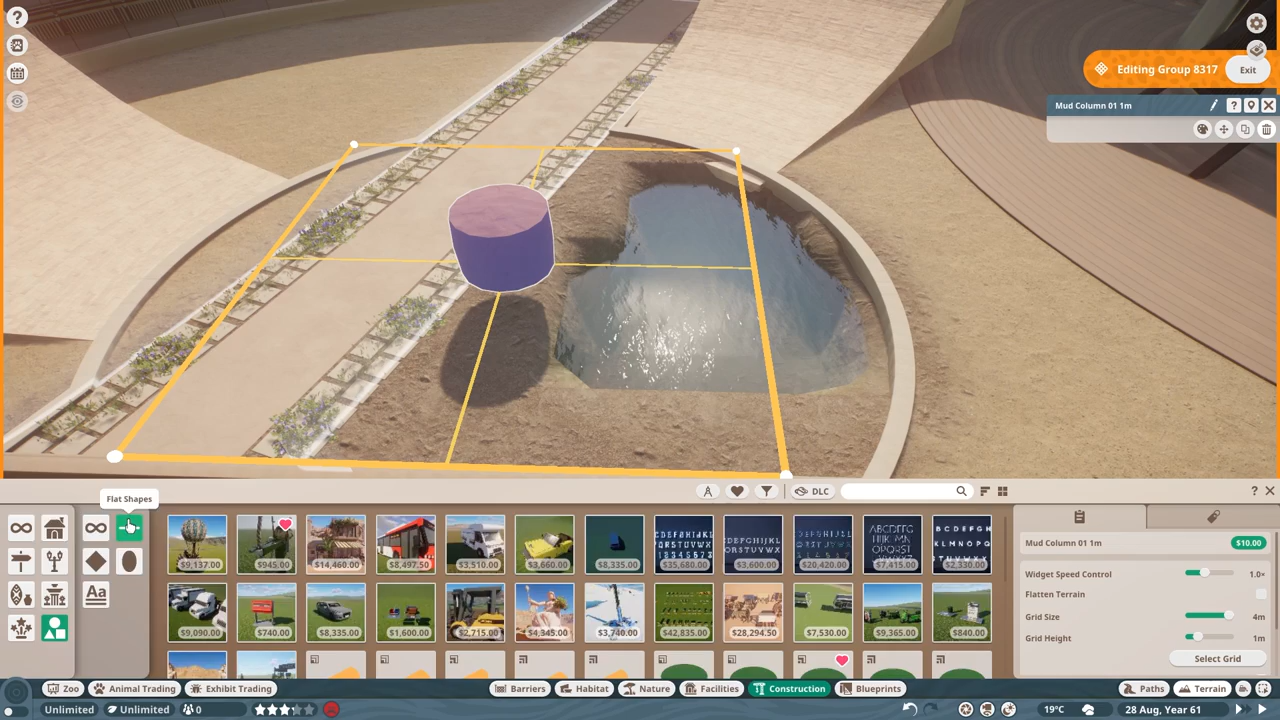 Editing Group 8317
Exit
Mud Column 01 1m
Flat Shapes
DLC
Aa
$9,137.00
$945.00
$14,460.00
$8,497.50
$3,510.00
$3,660.00
$8,335.00
$35,680.00
$3,600.00
$20,420.00
$7,415.00
$2,330.00
$9,090.00
$740.00
$8,335.00
$1,600.00
$2,715.00
$4,345.00
$3,740.00
$42,835.00
$28,294.50
$7,530.00
$9,365.00
$840.00
Mud Column 01 1m
$10.00
Widget Speed Control
1.0×
Flatten Terrain
Grid Size
4m
Grid Height
1m
Select Grid
Zoo
Animal Trading
Exhibit Trading
Barriers
Habitat
Nature
Facilities
Construction
Blueprints
Paths
Terrain
Unlimited
Unlimited
0
19°C
28 Aug, Year 61